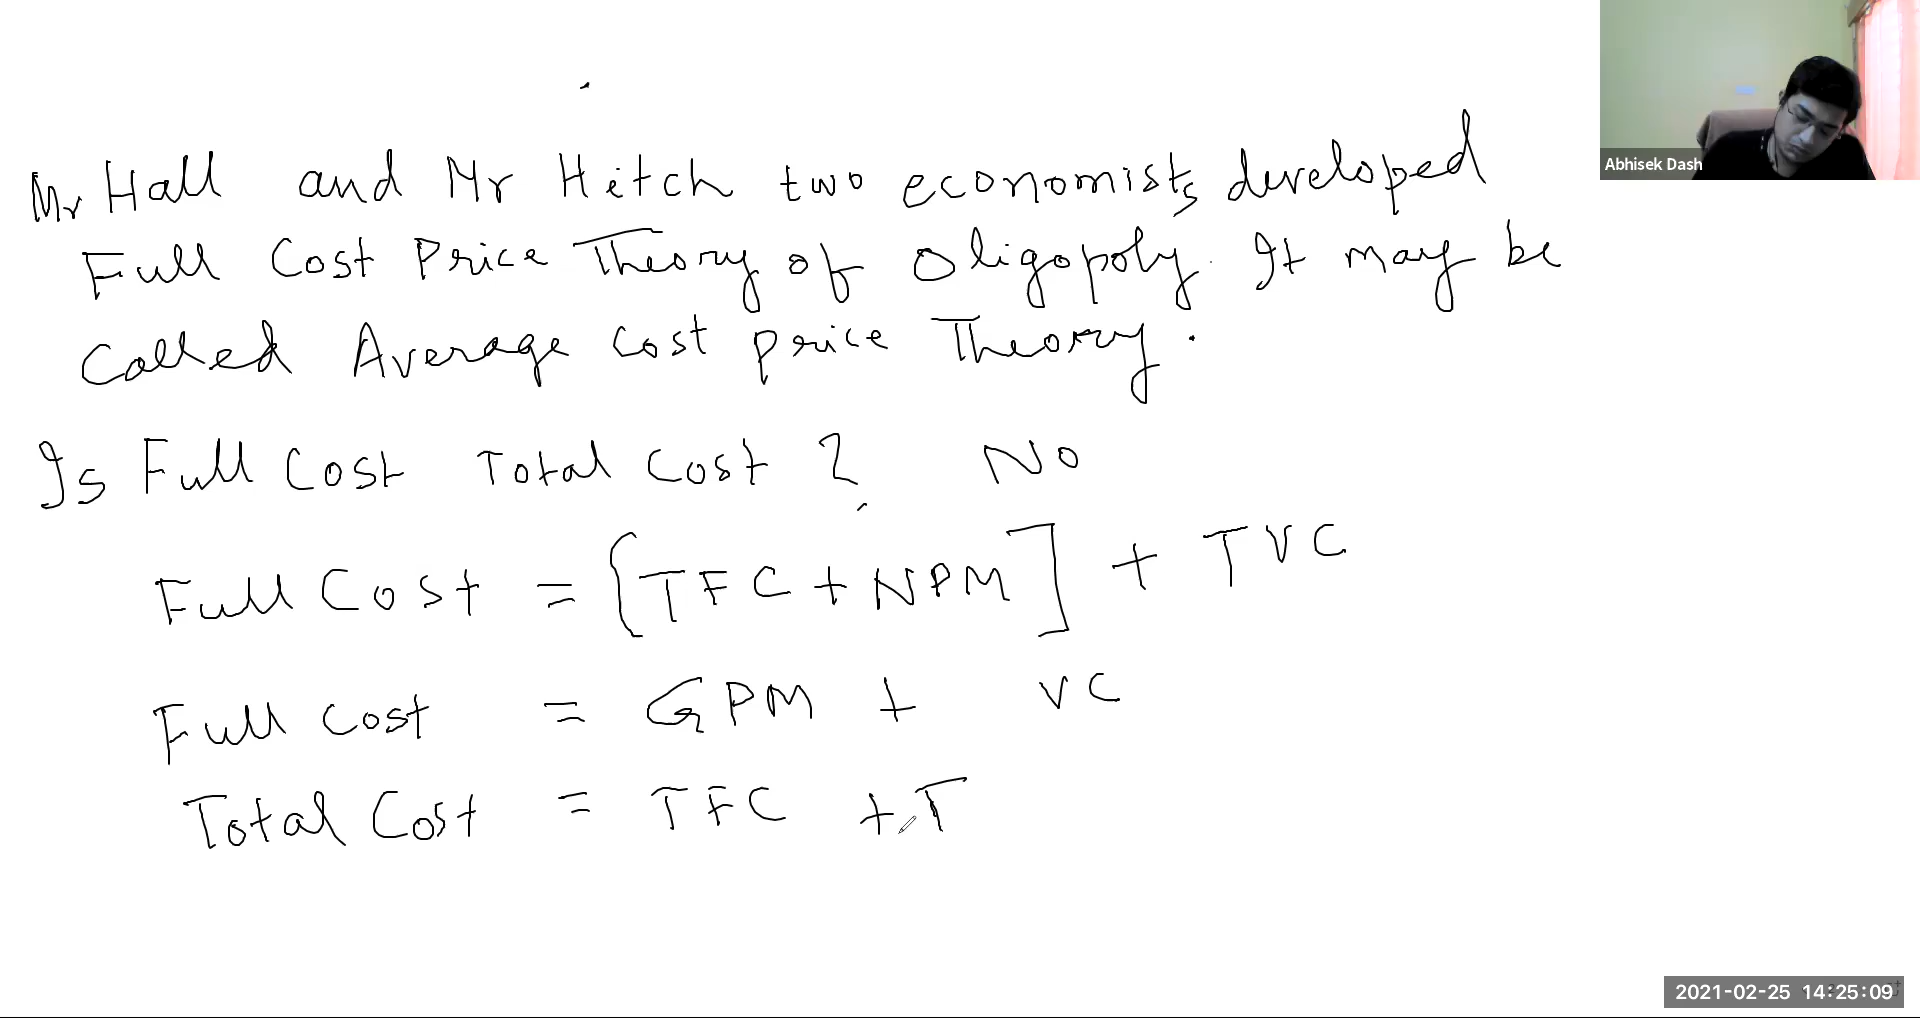 Mr Hall and Mr Hitch two economists developed
Full Cost Price Theory of Oligopoly. It may be
Called Average Cost price Theory.
Is Full Cost Total Cost ? No
Full Cost = [TFC + NPM] + TVC
Full Cost = GPM + VC
Total Cost = TFC + T
Abhisek Dash
2021-02-25 14:25:09